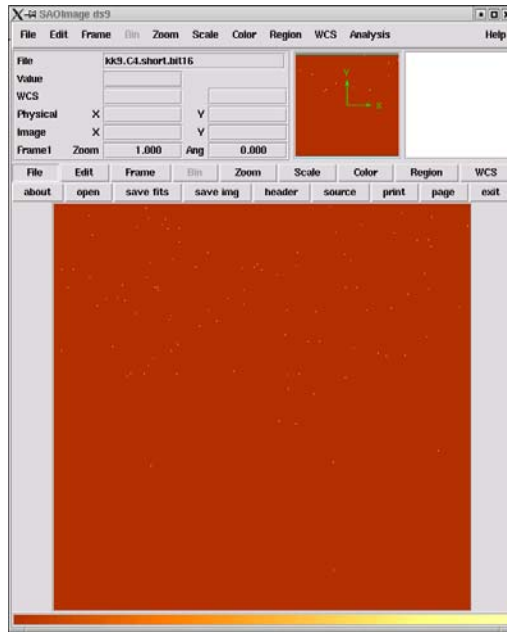 SAOImage ds9
File Edit Frame Bin Zoom Scale Color Region WCS Analysis Help
File kk9.C4.short.bit16
Value
WCS
Physical X Y
Image X Y
Frame1 Zoom 1.000 Ang 0.000
Y
X
File Edit Frame Bin Zoom Scale Color Region WCS
about open save fits save img header source print page exit